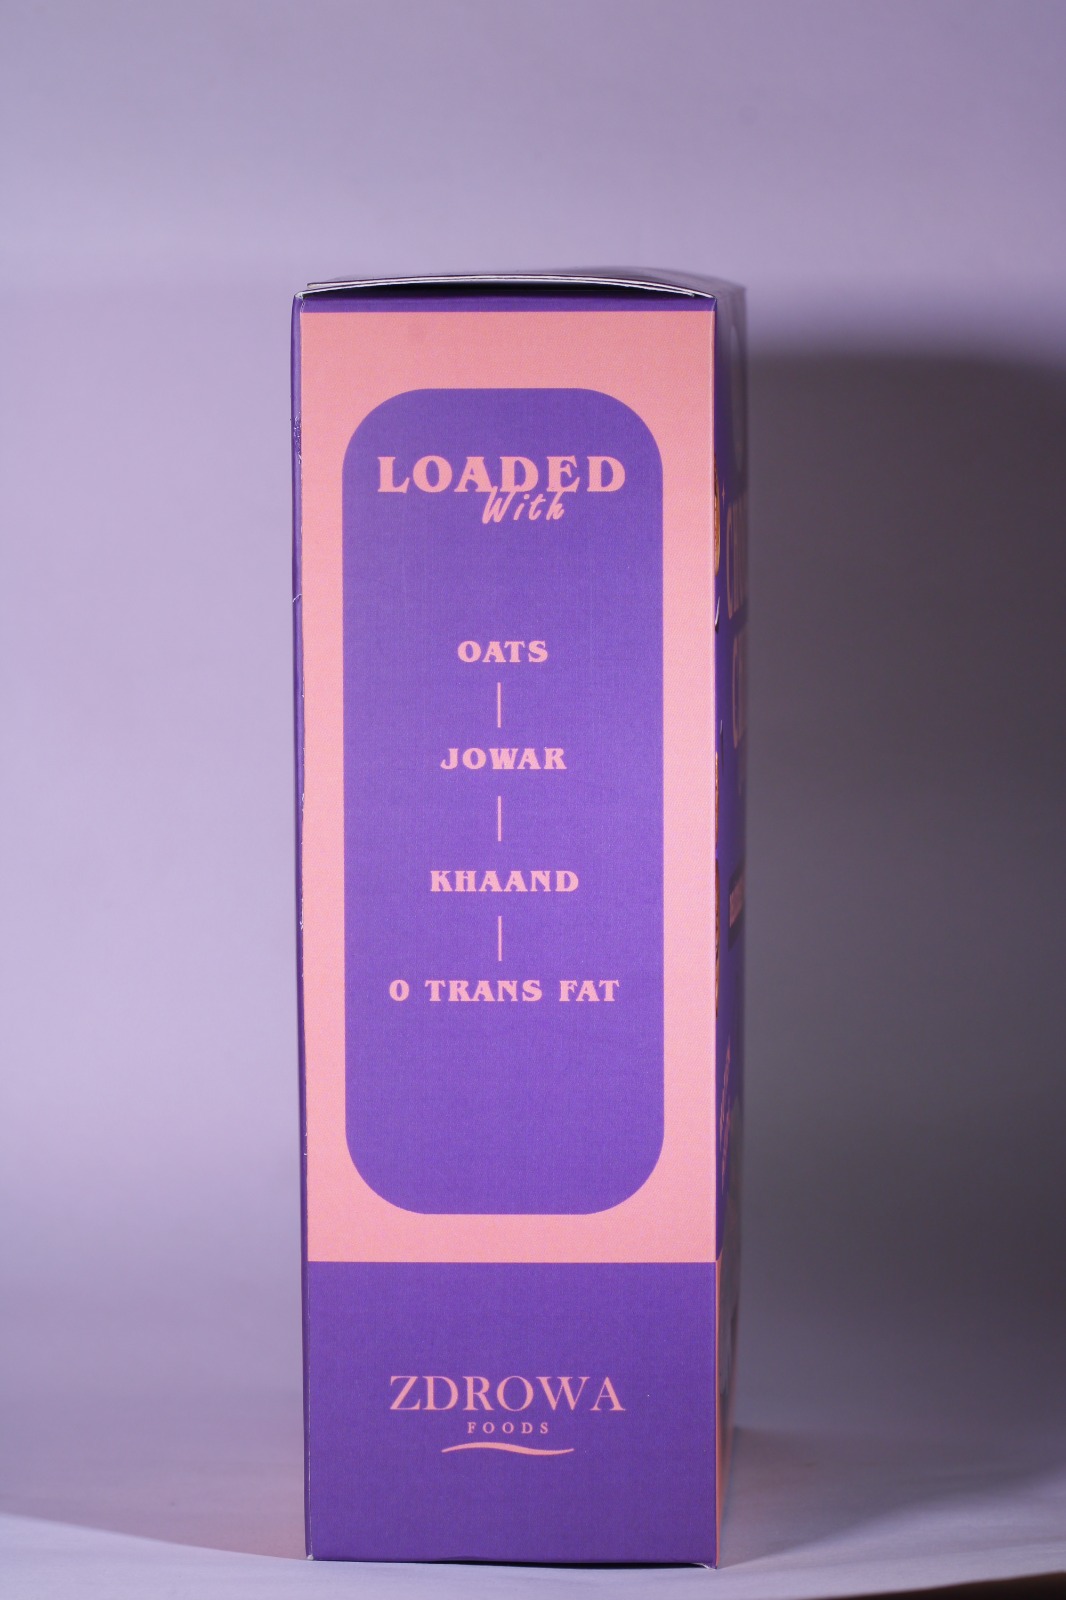 LOADED
With
OATS
JOWAR
KHAAND
0 TRANS FAT
ZDROWA
FOODS